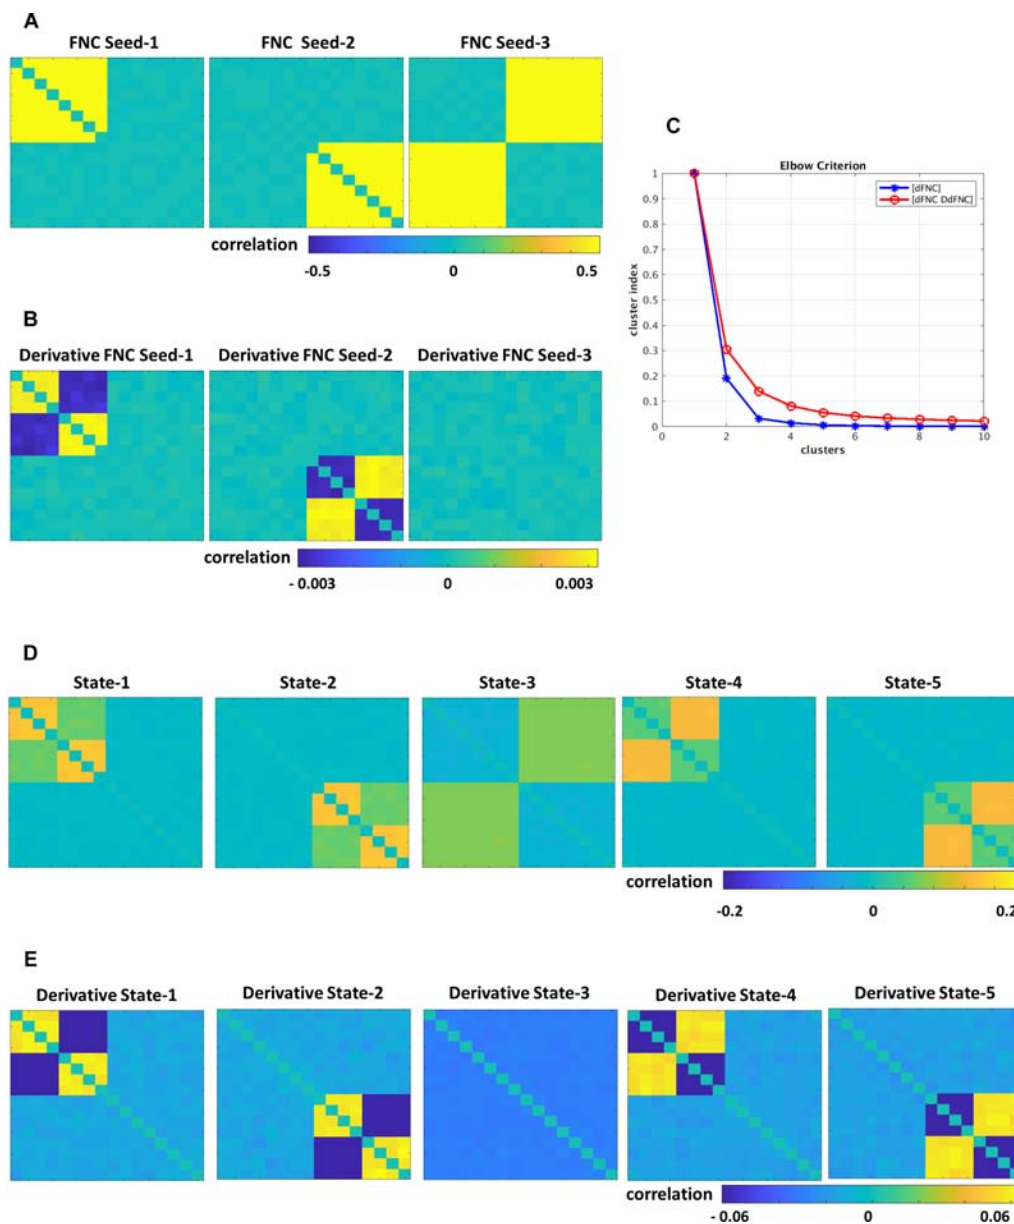 A
FNC Seed-1 FNC Seed-2 FNC Seed-3
correlation
-0.5 0 0.5
B
Derivative FNC Seed-1 Derivative FNC Seed-2 Derivative FNC Seed-3
correlation
- 0.003 0 0.003
C
Elbow Criterion
[dFNC]
[dFNC DdFNC]
cluster index
1
0.9
0.8
0.7
0.6
0.5
0.4
0.3
0.2
0.1
0
0 2 4 6 8 10
clusters
D
State-1 State-2 State-3 State-4 State-5
correlation
-0.2 0 0.2
E
Derivative State-1 Derivative State-2 Derivative State-3 Derivative State-4 Derivative State-5
correlation
- 0.06 0 0.06